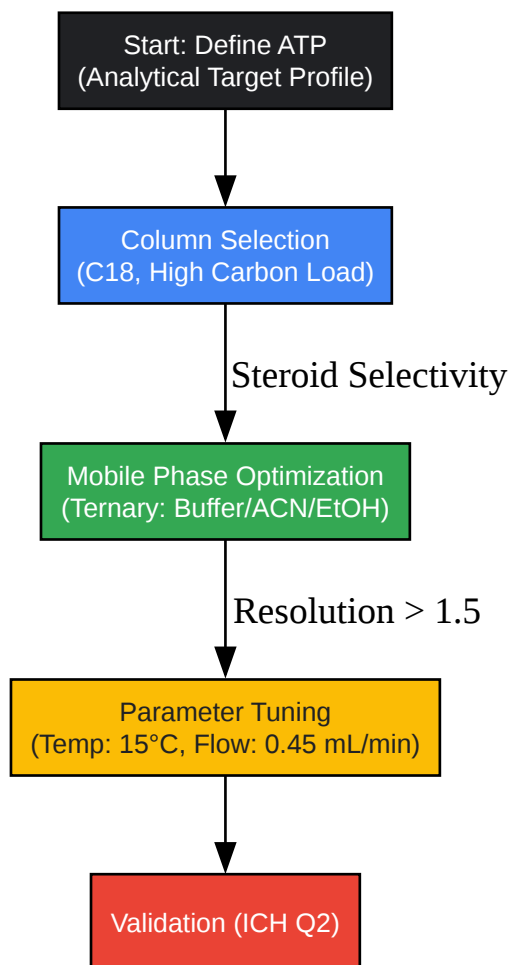 Start: Define ATP
(Analytical Target Profile)
Column Selection
(C18, High Carbon Load)
Steroid Selectivity
Mobile Phase Optimization
(Ternary: Buffer/ACN/EtOH)
Resolution > 1.5
Parameter Tuning
(Temp: 15°C, Flow: 0.45 mL/min)
Validation (ICH Q2)